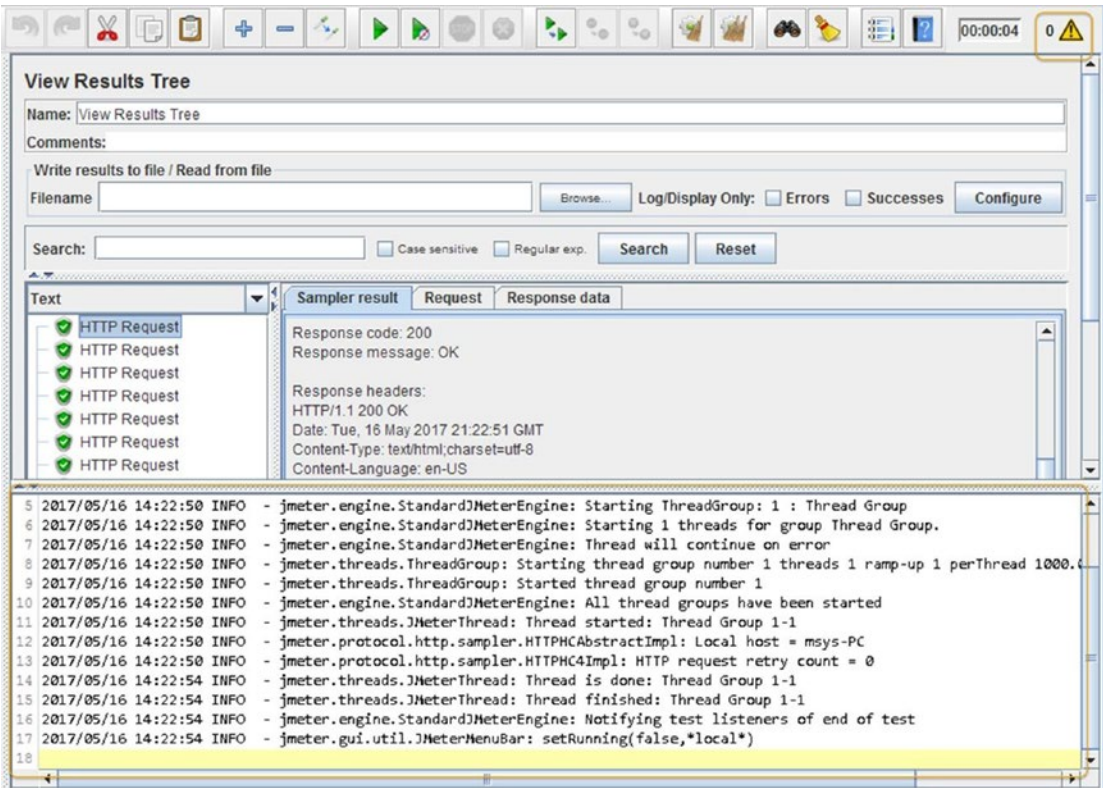 00:00:04 0
View Results Tree
Name: View Results Tree
Comments:
Write results to file / Read from file
Filename Browse... Log/Display Only: Errors Successes Configure
Search: Case sensitive Regular exp. Search Reset
Text Sampler result Request Response data
HTTP Request
HTTP Request
HTTP Request
HTTP Request
HTTP Request
HTTP Request
HTTP Request
Response code: 200
Response message: OK
Response headers:
HTTP/1.1 200 OK
Date: Tue, 16 May 2017 21:22:51 GMT
Content-Type: text/html;charset=utf-8
Content-Language: en-US
5 2017/05/16 14:22:50 INFO - jmeter.engine.StandardJMeterEngine: Starting ThreadGroup: 1 : Thread Group
6 2017/05/16 14:22:50 INFO - jmeter.engine.StandardJMeterEngine: Starting 1 threads for group Thread Group.
7 2017/05/16 14:22:50 INFO - jmeter.engine.StandardJMeterEngine: Thread will continue on error
8 2017/05/16 14:22:50 INFO - jmeter.threads.ThreadGroup: Starting thread group number 1 threads 1 ramp-up 1 perThread 1000.
9 2017/05/16 14:22:50 INFO - jmeter.threads.ThreadGroup: Started thread group number 1
10 2017/05/16 14:22:50 INFO - jmeter.engine.StandardJMeterEngine: All thread groups have been started
11 2017/05/16 14:22:50 INFO - jmeter.threads.JMeterThread: Thread started: Thread Group 1-1
12 2017/05/16 14:22:50 INFO - jmeter.protocol.http.sampler.HTTPHCAbstractImpl: Local host = msys-PC
13 2017/05/16 14:22:50 INFO - jmeter.protocol.http.sampler.HTTPHC4Impl: HTTP request retry count = 0
14 2017/05/16 14:22:54 INFO - jmeter.threads.JMeterThread: Thread is done: Thread Group 1-1
15 2017/05/16 14:22:54 INFO - jmeter.threads.JMeterThread: Thread finished: Thread Group 1-1
16 2017/05/16 14:22:54 INFO - jmeter.engine.StandardJMeterEngine: Notifying test listeners of end of test
17 2017/05/16 14:22:54 INFO - jmeter.gui.util.JMeterMenuBar: setRunning(false,*local*)
18